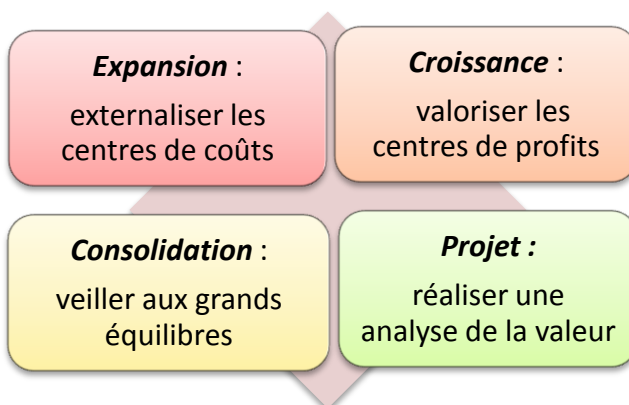 Expansion :
externaliser les
centres de coûts
Croissance :
valoriser les
centres de profits
Consolidation :
veiller aux grands
équilibres
Projet :
réaliser une
analyse de la valeur